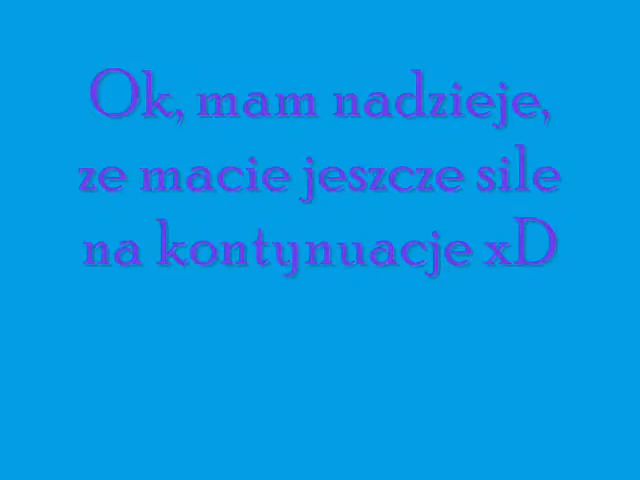 Ok, mam nadzieje,
ze macie jeszcze sile
na kontynuacje xD